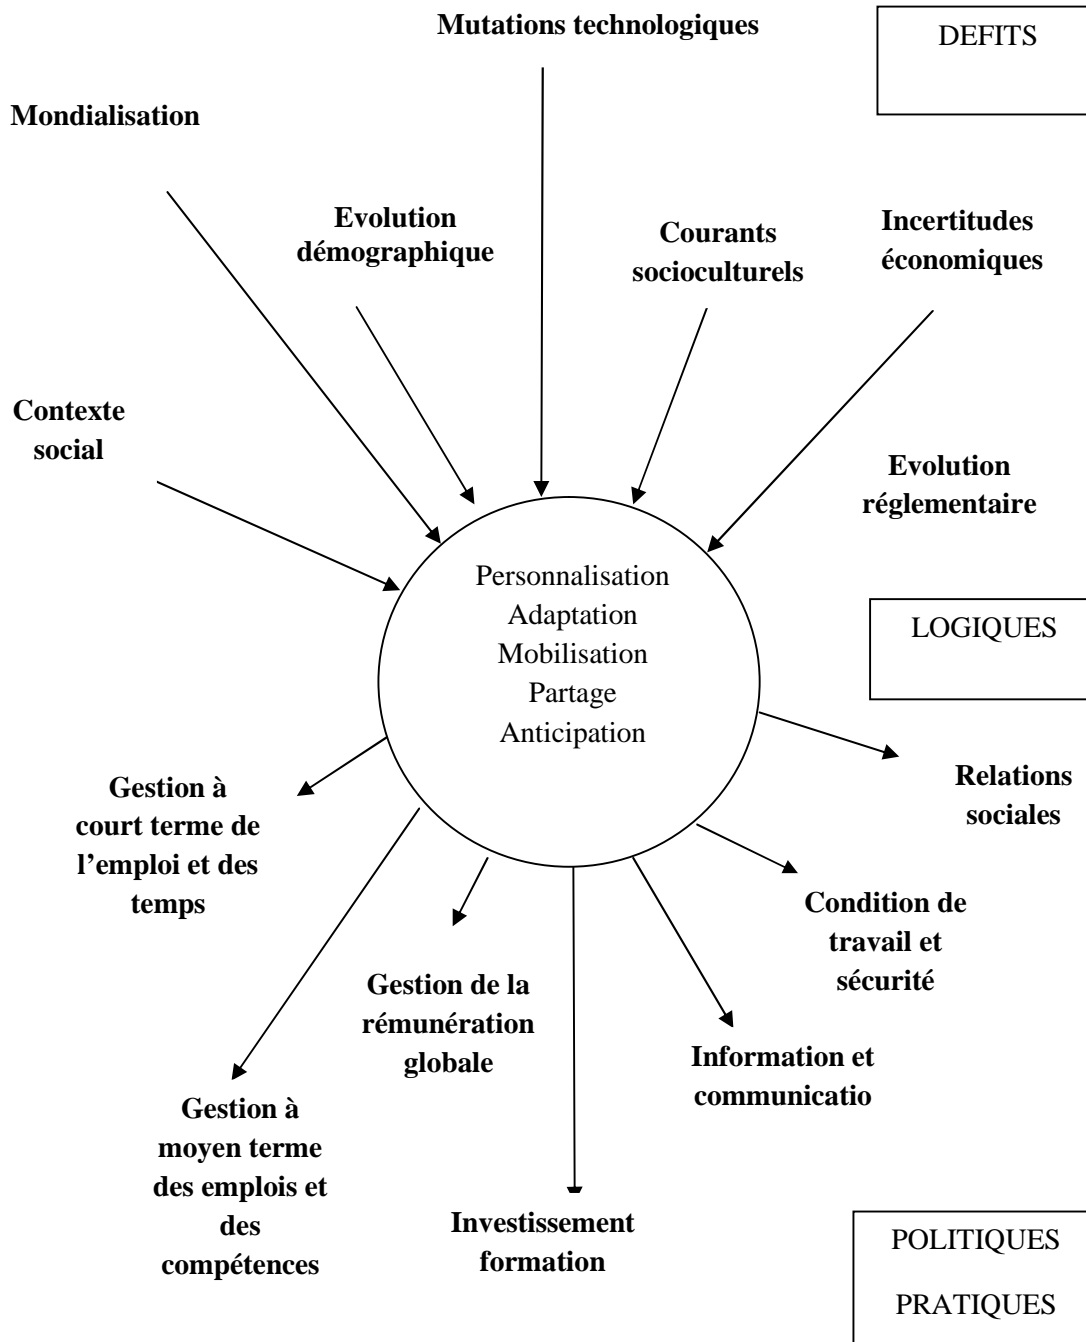 Mutations technologiques
DEFITS
Mondialisation
Evolution
démographique
Courants
socioculturels
Incertitudes
économiques
Contexte
social
Evolution
réglementaire
Personnalisation
Adaptation
Mobilisation
Partage
Anticipation
LOGIQUES
Relations
sociales
Gestion à
court terme de
l’emploi et des
temps
Condition de
travail et
sécurité
Gestion de la
rémunération
globale
Information et
communicatio
Gestion à
moyen terme
des emplois et
des
compétences
Investissement
formation
POLITIQUES
PRATIQUES